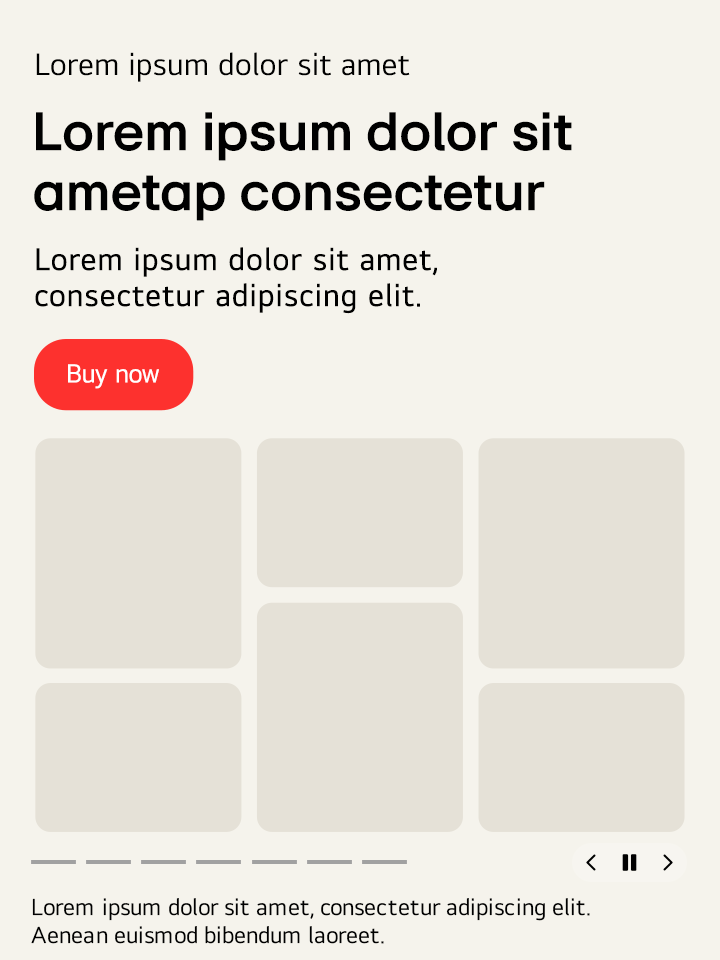 Lorem ipsum dolor sit amet
Lorem ipsum dolor sit
ametap consectetur
Lorem ipsum dolor sit amet,
consectetur adipiscing elit.
Buy now
Lorem ipsum dolor sit amet, consectetur adipiscing elit.
Aenean euismod bibendum laoreet.